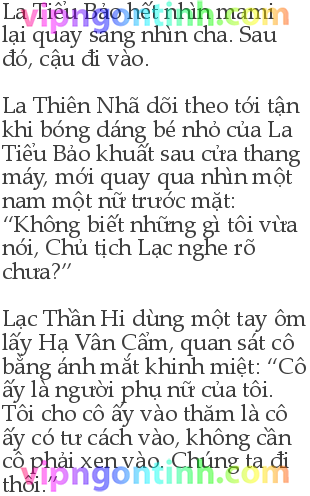 La Tiểu Bảo hết nhìn mami
lại quay sang nhìn cha. Sau
đó, cậu đi vào.
La Thiên Nhã dõi theo tới tận
khi bóng dáng bé nhỏ của La
Tiểu Bảo khuất sau cửa thang
máy, mới quay qua nhìn một
nam một nữ trước mặt:
“Không biết những gì tôi vừa
nói, Chủ tịch Lạc nghe rõ
chưa?”
Lạc Thần Hi dùng một tay ôm
lấy Hạ Vân Cẩm, quan sát cô
bằng ánh mắt khinh miệt: “Cô
ấy là người phụ nữ của tôi.
Tôi cho cô ấy vào thăm là cô
ấy có tư cách vào, không cần
cô phải xen vào. Chúng ta đi
thôi.”
vipngontinh.com
vipngontinh.com